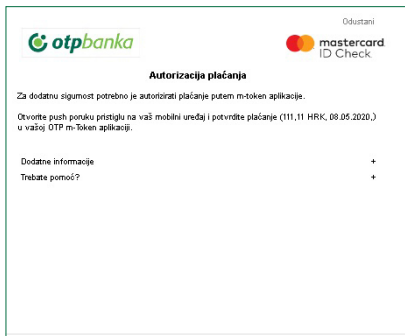 Odustani
otpbanka
mastercard
ID Check
Autorizacija plaćanja
Za dodatnu sigurnost potrebno je autorizirati plaćanje putem m-token aplikacije.
Otvorite push poruku pristiglu na vaš mobilni uređaj i potvrdite plaćanje (111,11 HRK, 08.05.2020,)
u vašoj OTP m-Token aplikaciji.
Dodatne informacije +
Trebate pomoć? +